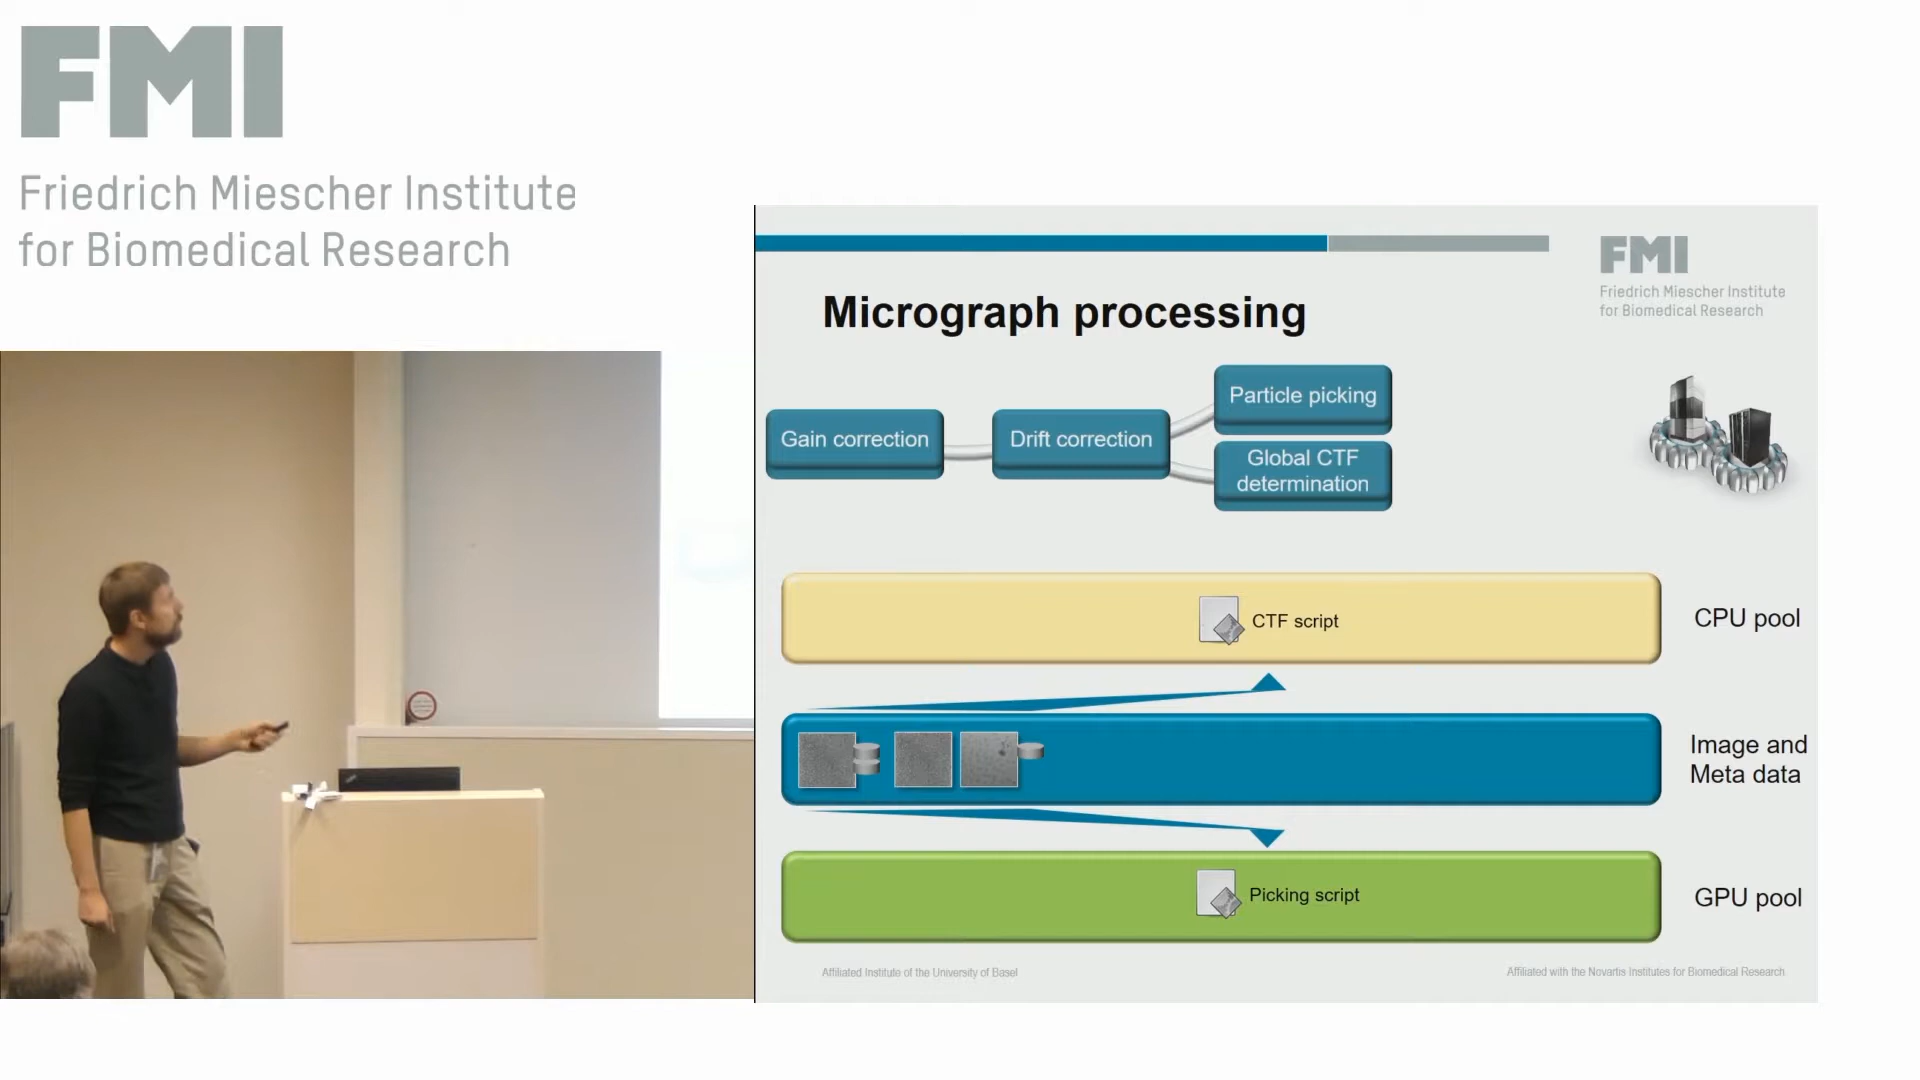 FMI
Friedrich Miescher Institute
for Biomedical Research
FMI
Friedrich Miescher Institute
for Biomedical Research
Micrograph processing
Gain correction
Drift correction
Particle picking
Global CTF
determination
CTF script
CPU pool
Image and
Meta data
Picking script
GPU pool
Affiliated Institute of the University of Basel
Affiliated with the Novartis Institutes for Biomedical Research